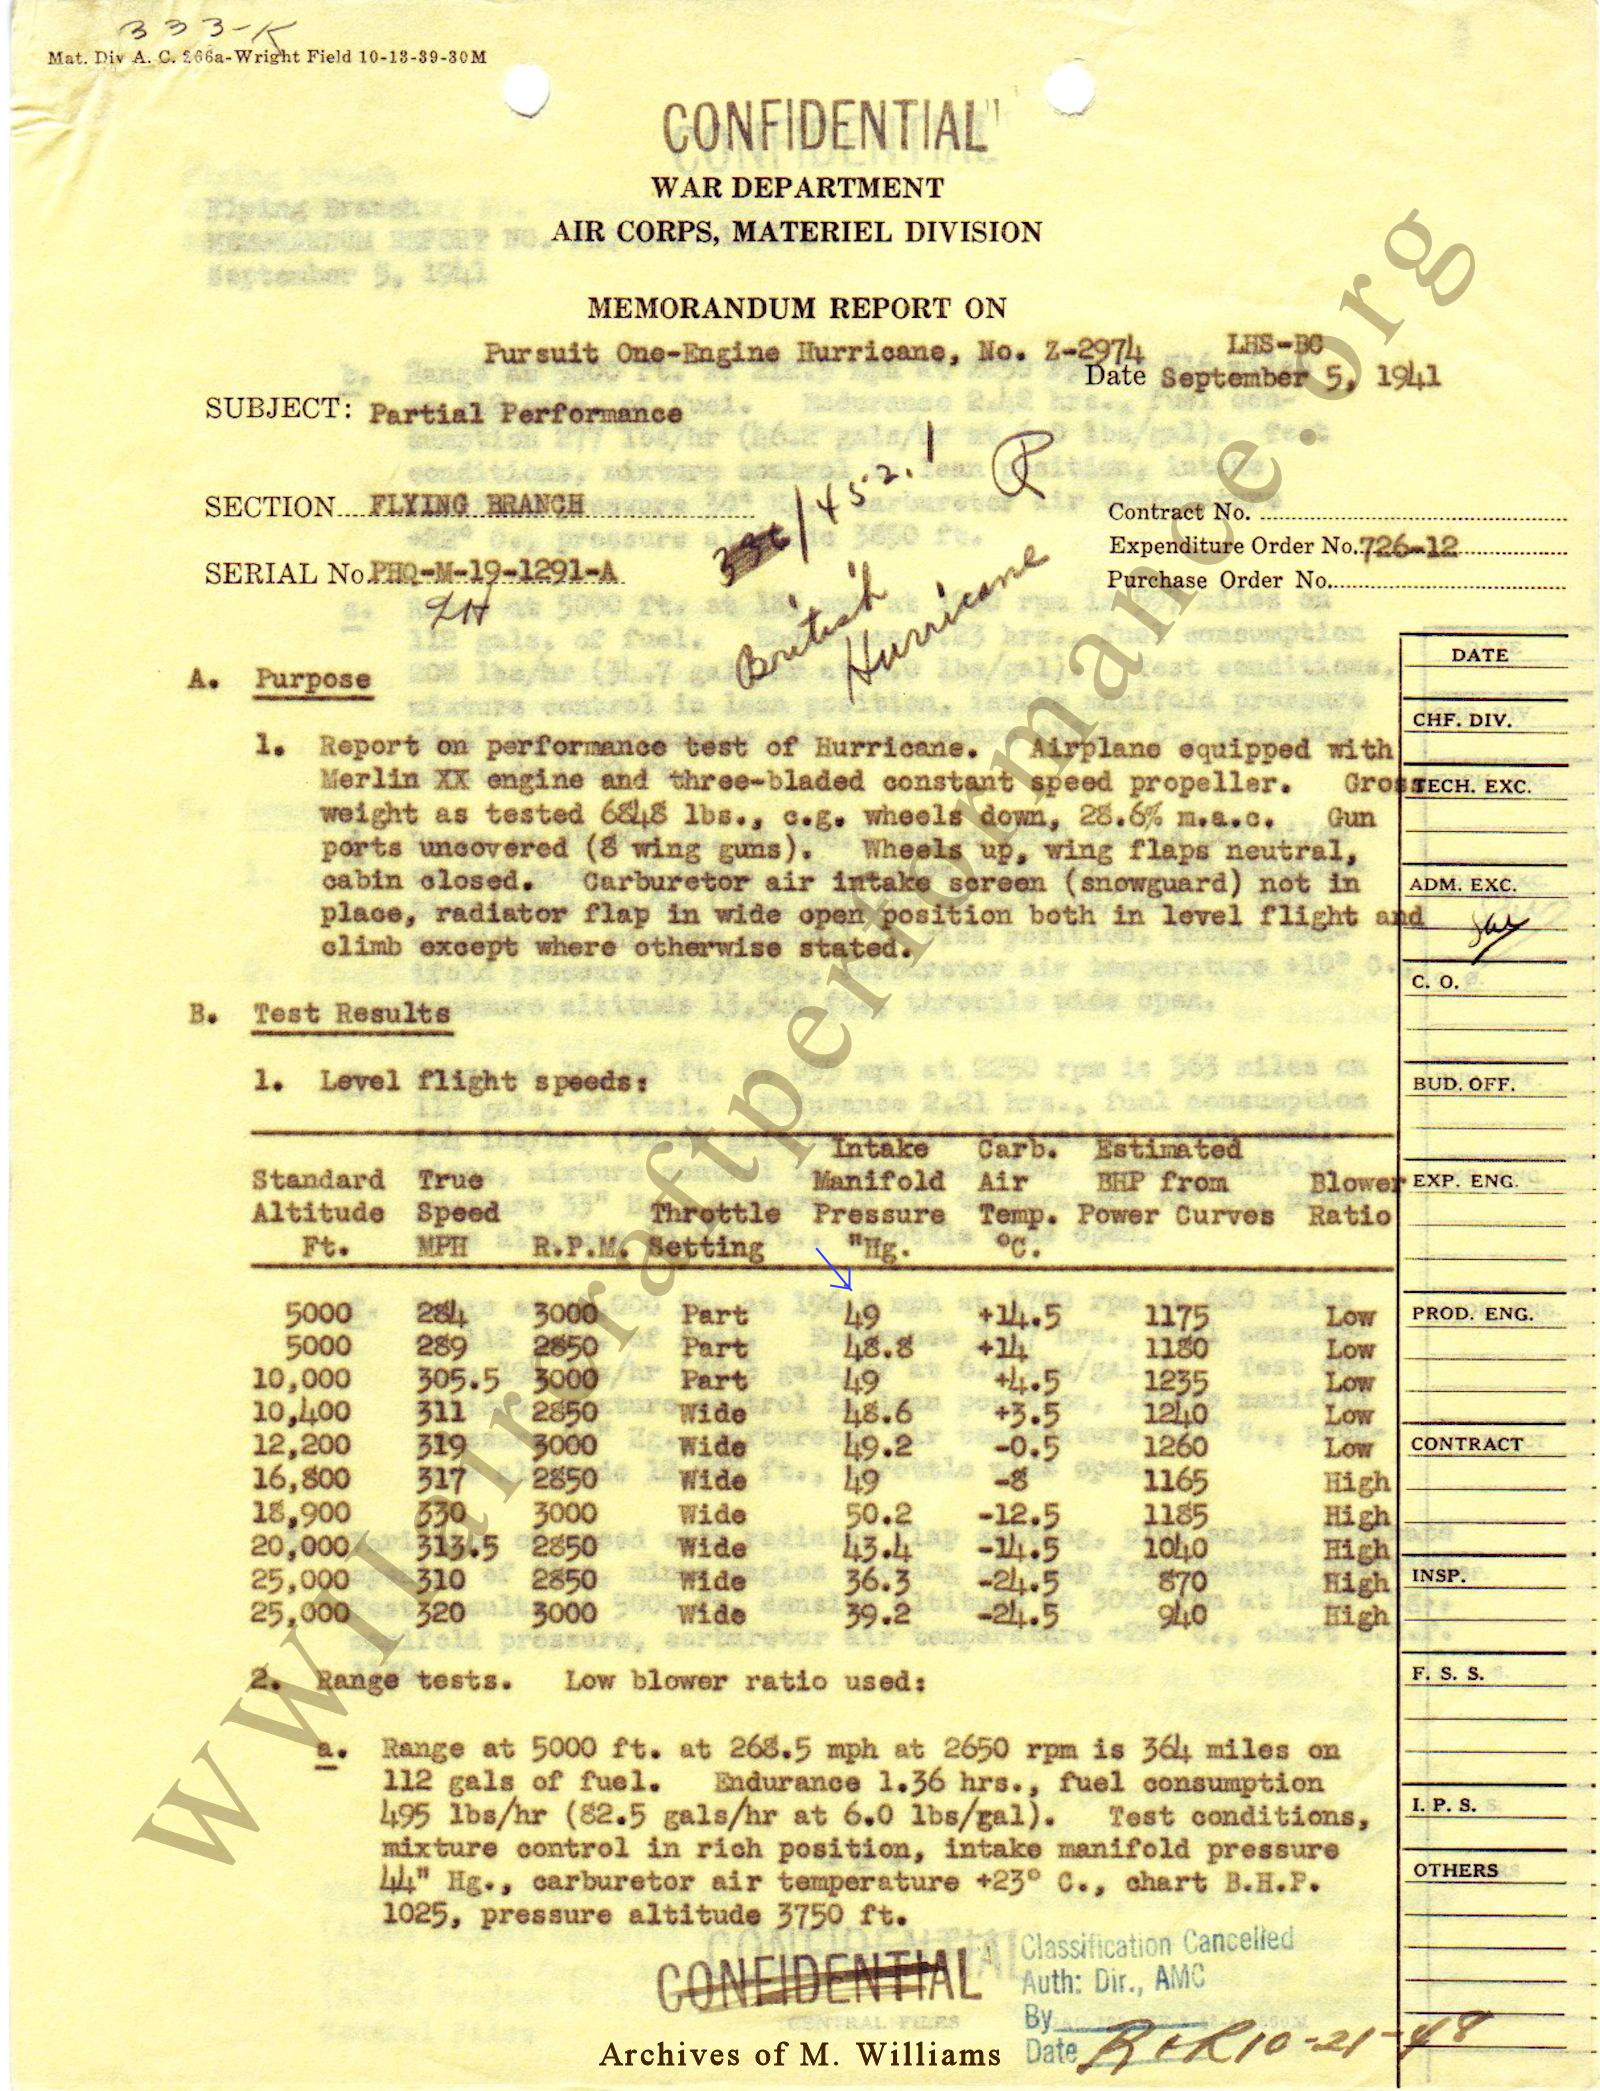 333-K
Mat. Div A. C. 266a-Wright Field 10-13-39-30M
CONFIDENTIAL
WAR DEPARTMENT
AIR CORPS, MATERIEL DIVISION
MEMORANDUM REPORT ON
Pursuit One-Engine Hurricane, No. Z-2974 LHS-BC
Date September 5, 1941
SUBJECT: Partial Performance
SECTION FLYING BRANCH
SERIAL No. PHQ-M-19-1291-A
452.1
British
Hurricane
Contract No.
Expenditure Order No. 726-12
Purchase Order No.
A. Purpose
1. Report on performance test of Hurricane. Airplane equipped with
Merlin XX engine and three-bladed constant speed propeller. Gross
weight as tested 6848 lbs., c.g. wheels down, 28.6% m.a.c. Gun
ports uncovered (8 wing guns). Wheels up, wing flaps neutral,
cabin closed. Carburetor air intake screen (snowguard) not in
place, radiator flap in wide open position both in level flight and
climb except where otherwise stated.
B. Test Results
1. Level flight speeds:
Intake Carb. Estimated
Standard True Manifold Air BHP from Blower
Altitude Speed Throttle Pressure Temp. Power Curves Ratio
Ft. MPH R.P.M. Setting "Hg. °C.
5000 284 3000 Part 49 +14.5 1175 Low
5000 289 2850 Part 48.8 +14 1180 Low
10,000 305.5 3000 Part 49 +4.5 1235 Low
10,400 311 2850 Wide 48.6 +3.5 1240 Low
12,200 319 3000 Wide 49.2 -0.5 1260 Low
16,800 317 2850 Wide 49 -8 1165 High
18,900 330 3000 Wide 50.2 -12.5 1185 High
20,000 313.5 2850 Wide 43.4 -14.5 1040 High
25,000 310 2850 Wide 36.3 -24.5 870 High
25,000 320 3000 Wide 39.2 -24.5 940 High
2. Range tests. Low blower ratio used:
a. Range at 5000 ft. at 268.5 mph at 2650 rpm is 364 miles on
112 gals of fuel. Endurance 1.36 hrs., fuel consumption
495 lbs/hr (82.5 gals/hr at 6.0 lbs/gal). Test conditions,
mixture control in rich position, intake manifold pressure
44" Hg., carburetor air temperature +23° C., chart B.H.P.
1025, pressure altitude 3750 ft.
DATE
CHF. DIV.
TECH. EXC.
ADM. EXC.
C. O.
BUD. OFF.
EXP. ENG.
PROD. ENG.
CONTRACT
INSP.
F. S. S.
I. P. S.
OTHERS
CONFIDENTIAL
Classification Cancelled
Auth: Dir., AMC
By
Date 10-21-48
Archives of M. Williams
WWIIaircraftperformance.org